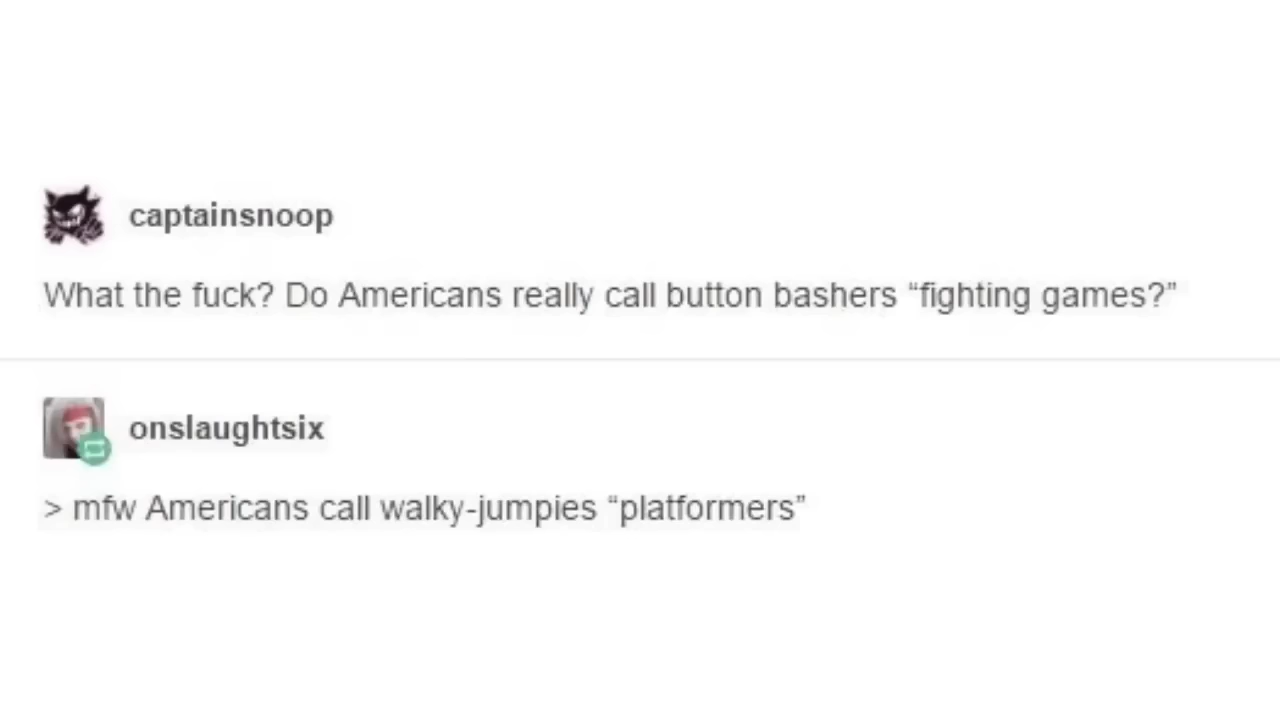 captainsnoop
What the fuck? Do Americans really call button bashers “fighting games?”
onslaughtsix
> mfw Americans call walky-jumpies “platformers”